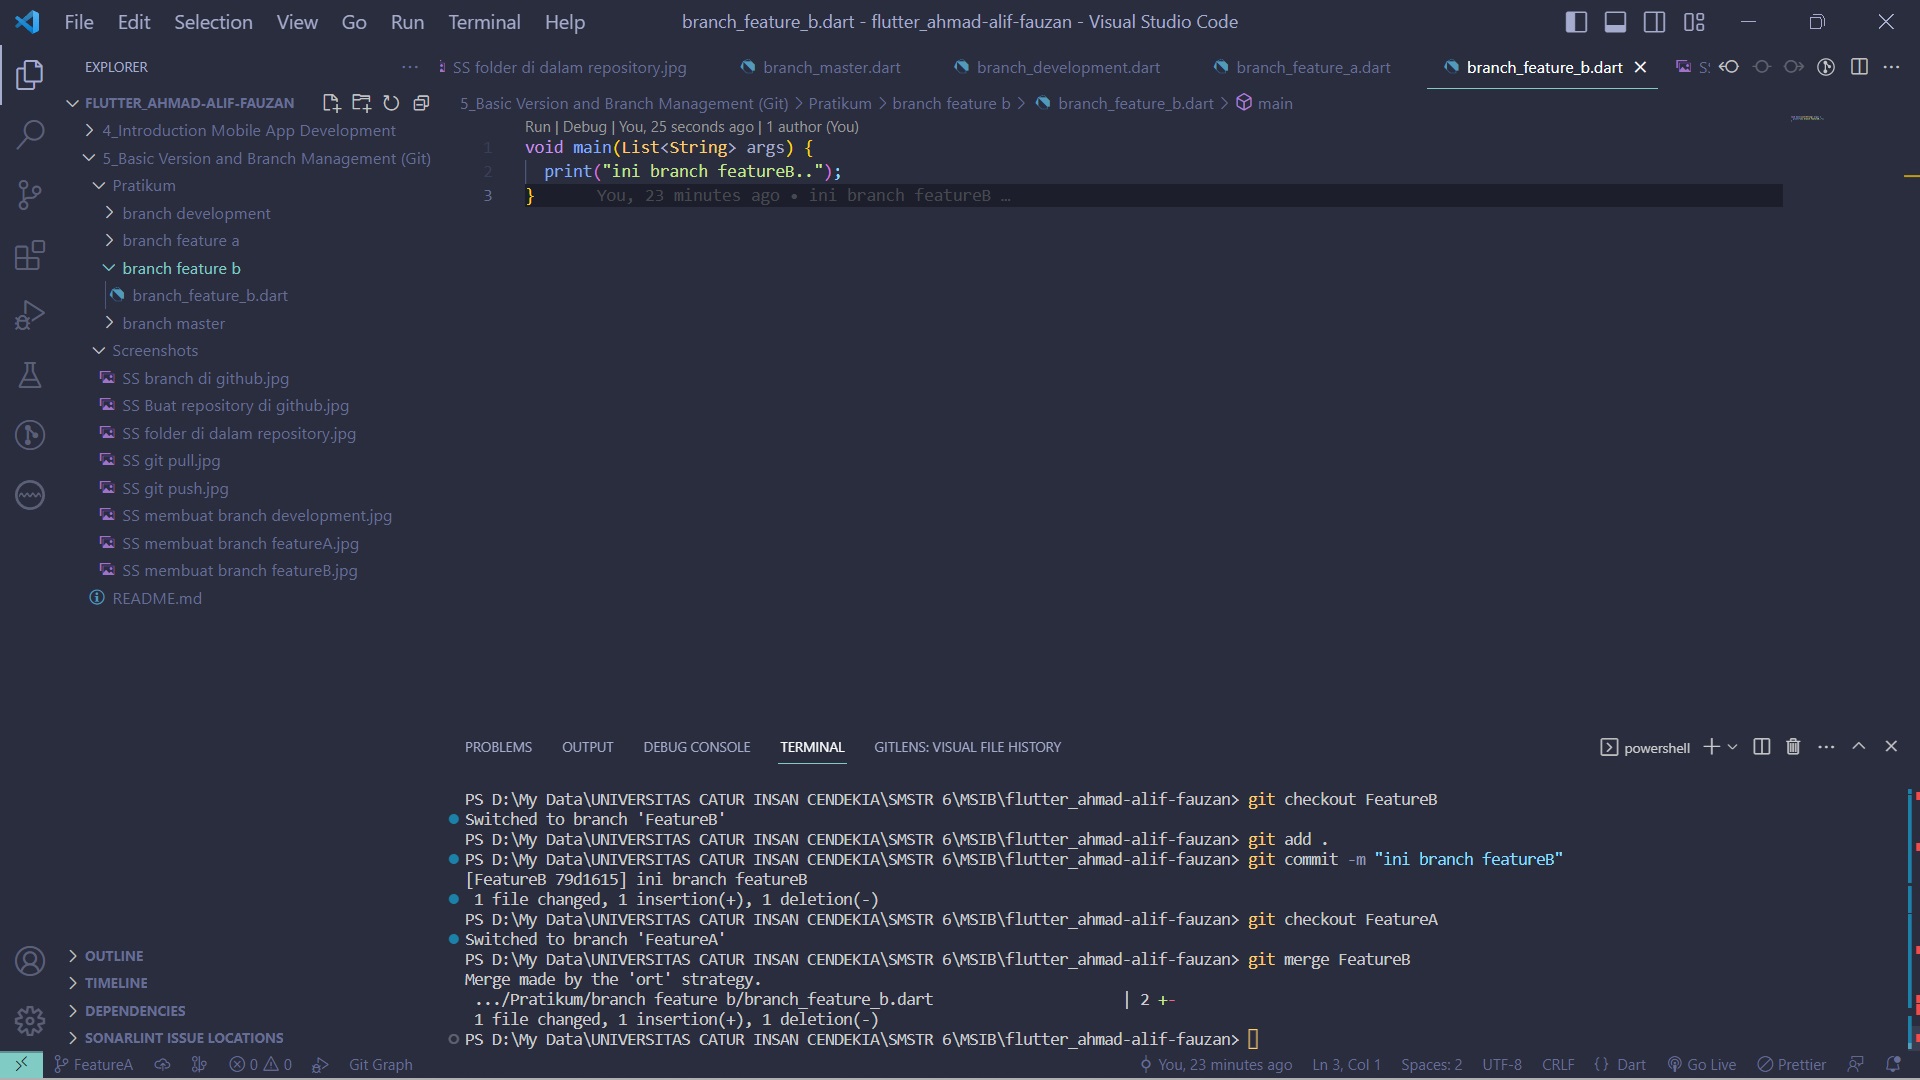 File Edit Selection View Go Run Terminal Help
branch_feature_b.dart - flutter_ahmad-alif-fauzan - Visual Studio Code
EXPLORER
FLUTTER_AHMAD-ALIF-FAUZAN
4_Introduction Mobile App Development
5_Basic Version and Branch Management (Git)
Pratikum
branch development
branch feature a
branch feature b
branch_feature_b.dart
branch master
Screenshots
SS branch di github.jpg
SS Buat repository di github.jpg
SS folder di dalam repository.jpg
SS git pull.jpg
SS git push.jpg
SS membuat branch development.jpg
SS membuat branch featureA.jpg
SS membuat branch featureB.jpg
README.md
OUTLINE
TIMELINE
DEPENDENCIES
SONARLINT ISSUE LOCATIONS
SS folder di dalam repository.jpg branch_master.dart branch_development.dart branch_feature_a.dart branch_feature_b.dart
5_Basic Version and Branch Management (Git) > Pratikum > branch feature b > branch_feature_b.dart > main
Run | Debug | You, 25 seconds ago | 1 author (You)
1 void main(List<String> args) {
2 print("ini branch featureB..");
3 } You, 23 minutes ago • ini branch featureB …
PROBLEMS OUTPUT DEBUG CONSOLE TERMINAL GITLENS: VISUAL FILE HISTORY
powershell
PS D:\My Data\UNIVERSITAS CATUR INSAN CENDEKIA\SMSTR 6\MSIB\flutter_ahmad-alif-fauzan> git checkout FeatureB
Switched to branch 'FeatureB'
PS D:\My Data\UNIVERSITAS CATUR INSAN CENDEKIA\SMSTR 6\MSIB\flutter_ahmad-alif-fauzan> git add .
PS D:\My Data\UNIVERSITAS CATUR INSAN CENDEKIA\SMSTR 6\MSIB\flutter_ahmad-alif-fauzan> git commit -m "ini branch featureB"
[FeatureB 79d1615] ini branch featureB
1 file changed, 1 insertion(+), 1 deletion(-)
PS D:\My Data\UNIVERSITAS CATUR INSAN CENDEKIA\SMSTR 6\MSIB\flutter_ahmad-alif-fauzan> git checkout FeatureA
Switched to branch 'FeatureA'
PS D:\My Data\UNIVERSITAS CATUR INSAN CENDEKIA\SMSTR 6\MSIB\flutter_ahmad-alif-fauzan> git merge FeatureB
Merge made by the 'ort' strategy.
.../Pratikum/branch feature b/branch_feature_b.dart | 2 +-
1 file changed, 1 insertion(+), 1 deletion(-)
PS D:\My Data\UNIVERSITAS CATUR INSAN CENDEKIA\SMSTR 6\MSIB\flutter_ahmad-alif-fauzan>
FeatureA 0 0 Git Graph You, 23 minutes ago Ln 3, Col 1 Spaces: 2 UTF-8 CRLF {} Dart Go Live Prettier